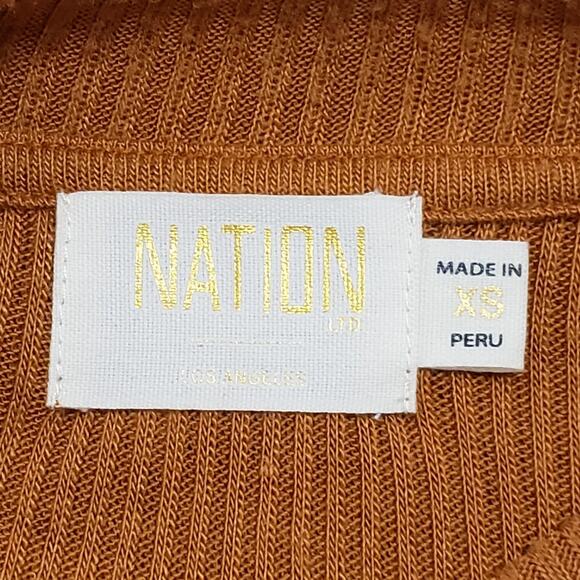 NATION
LTD
LOS ANGELES
MADE IN
XS
PERU